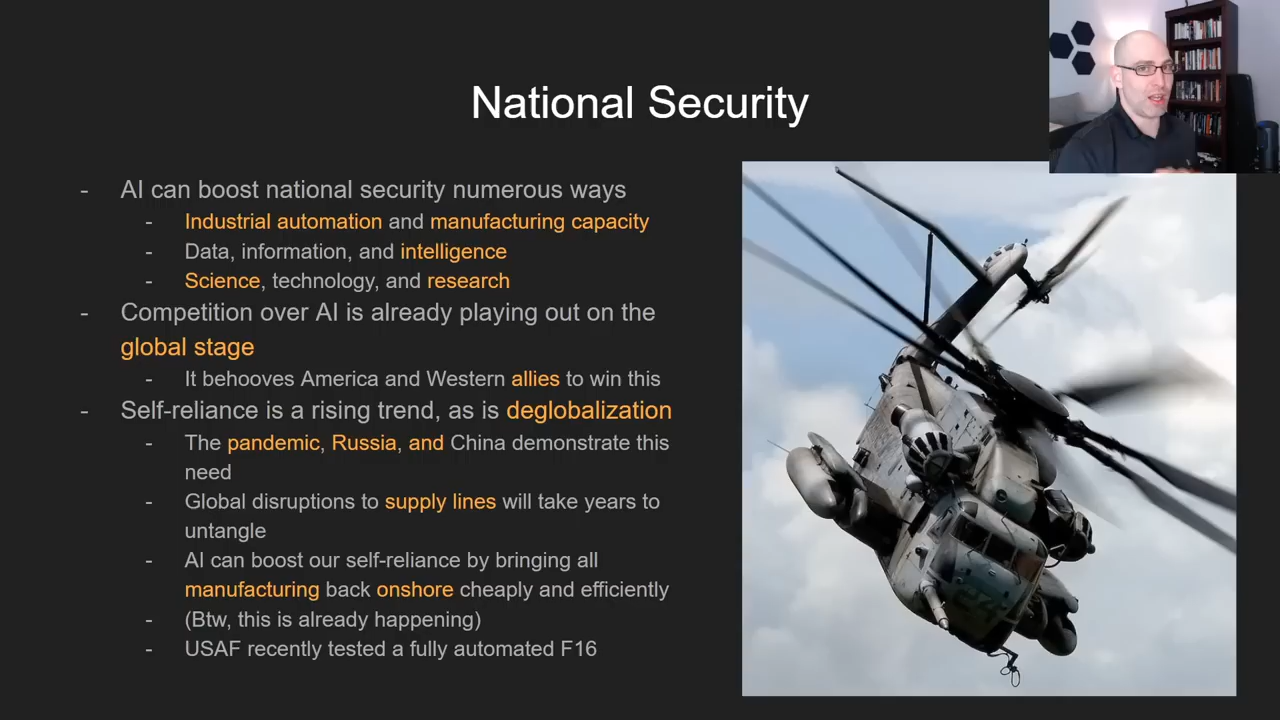 National Security
- AI can boost national security numerous ways
- Industrial automation and manufacturing capacity
- Data, information, and intelligence
- Science, technology, and research
- Competition over AI is already playing out on the
global stage
- It behooves America and Western allies to win this
- Self-reliance is a rising trend, as is deglobalization
- The pandemic, Russia, and China demonstrate this
need
- Global disruptions to supply lines will take years to
untangle
- AI can boost our self-reliance by bringing all
manufacturing back onshore cheaply and efficiently
- (Btw, this is already happening)
- USAF recently tested a fully automated F16